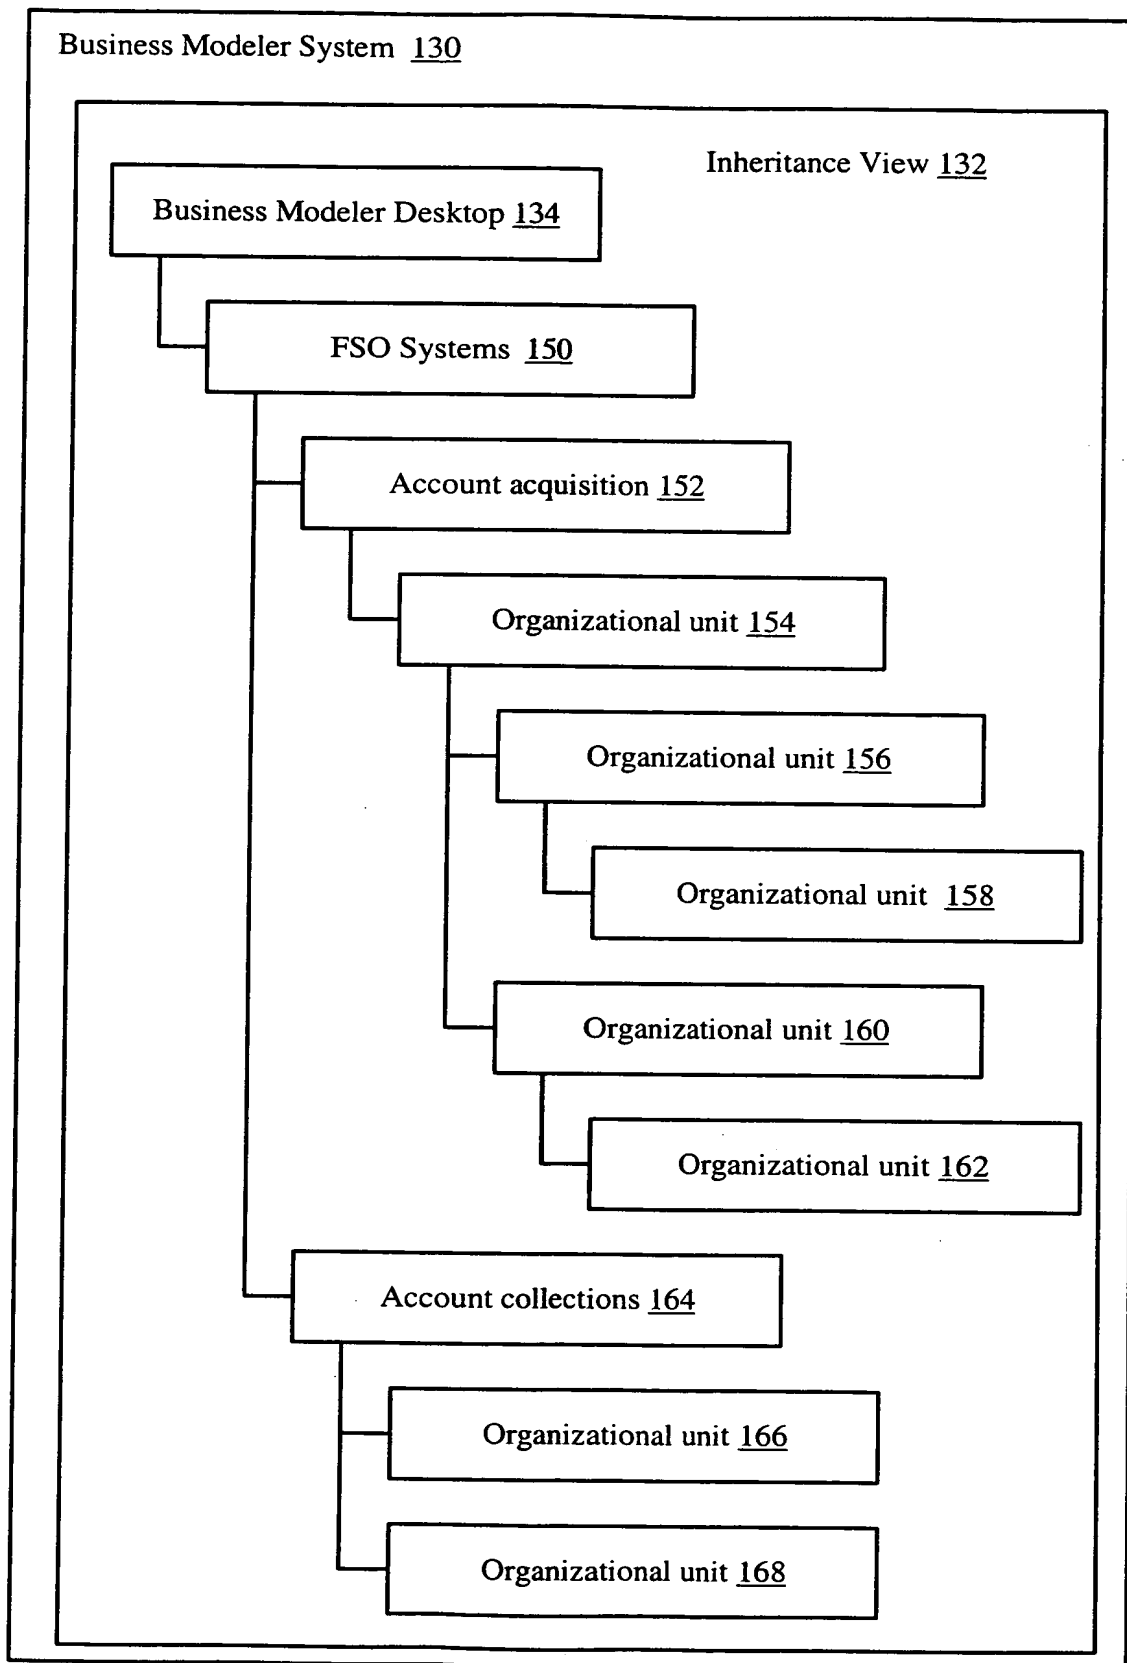 Business Modeler System 130
Inheritance View 132
Business Modeler Desktop 134
FSO Systems 150
Account acquisition 152
Organizational unit 154
Organizational unit 156
Organizational unit 158
Organizational unit 160
Organizational unit 162
Account collections 164
Organizational unit 166
Organizational unit 168